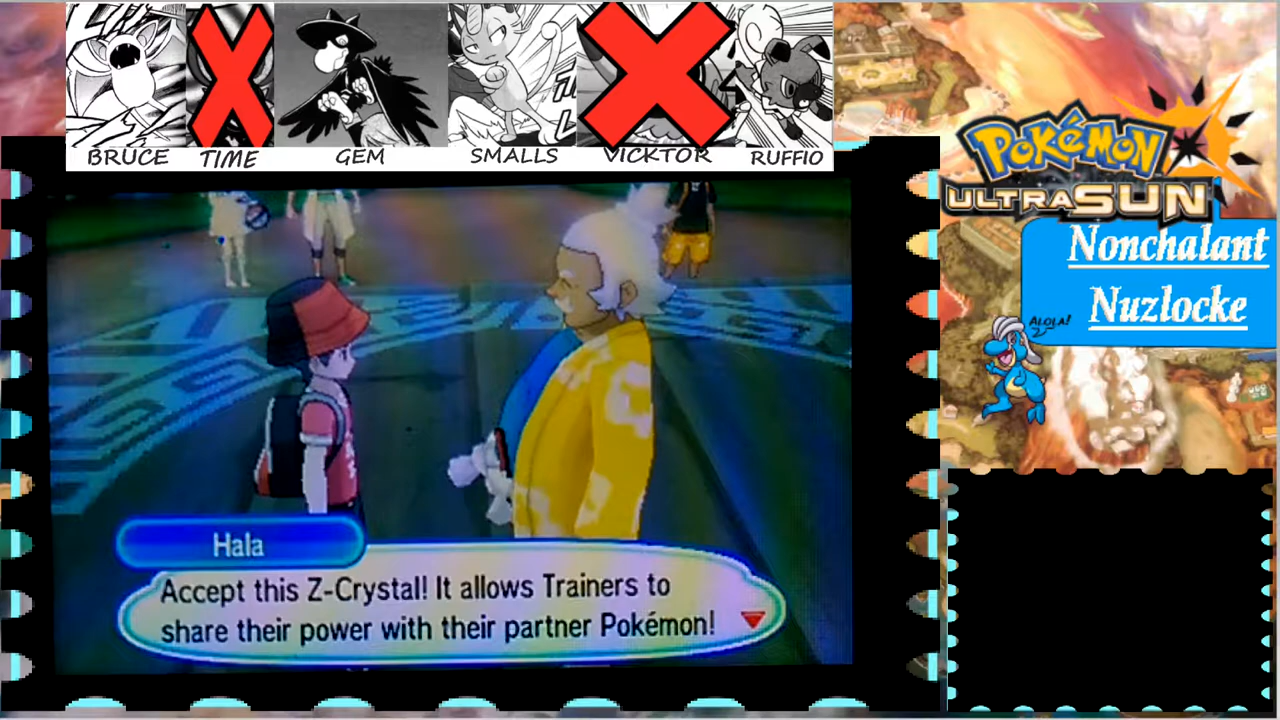 BRUCE TIME GEM SMALLS VICKTOR RUFFIO
POKéMON
ULTRA SUN
Nonchalant
Nuzlocke
ALOLA!
Hala
Accept this Z-Crystal! It allows Trainers to
share their power with their partner Pokémon!